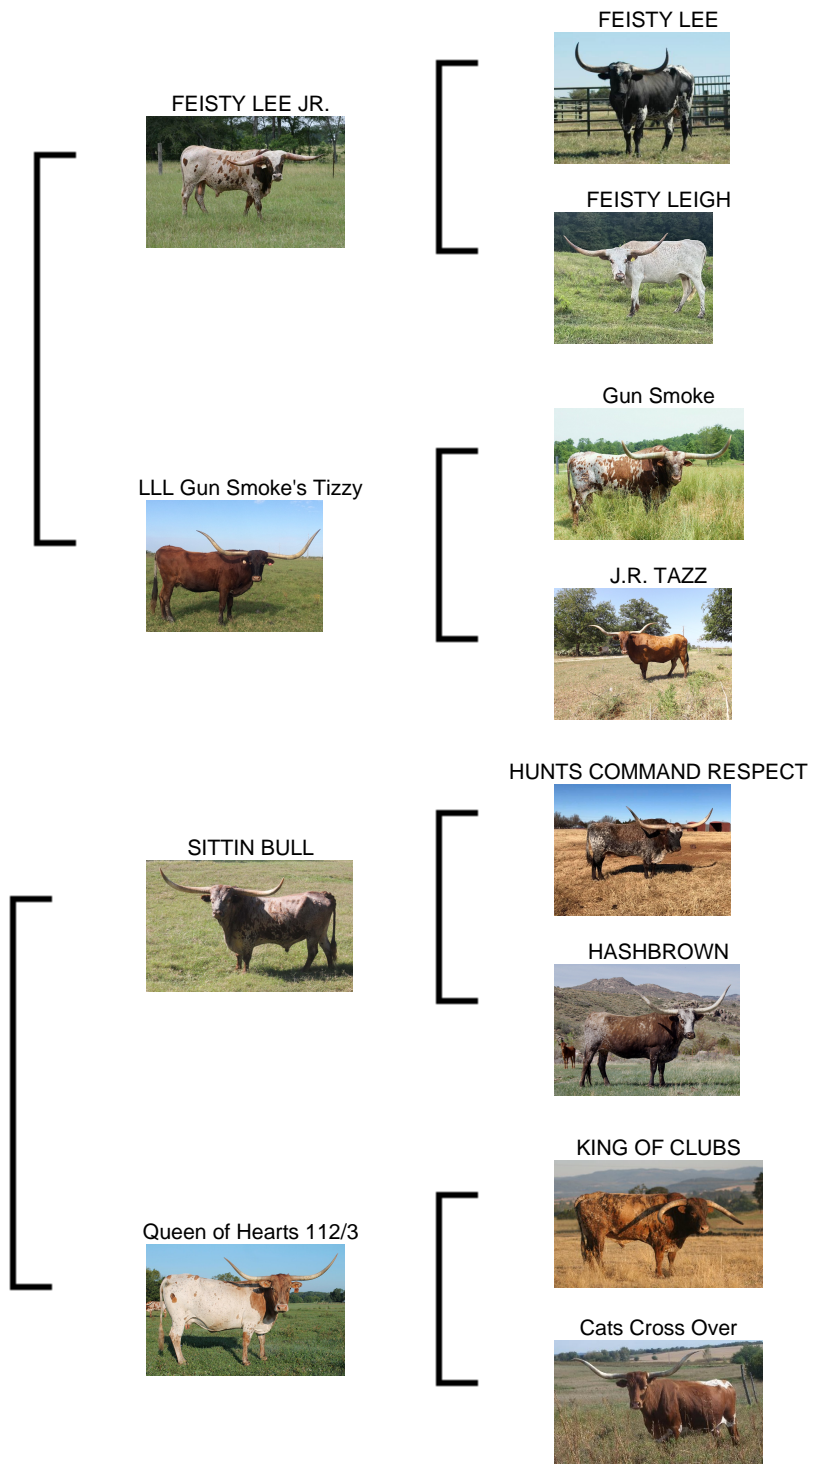 FEISTY LEE
FEISTY LEE JR.
FEISTY LEIGH
Gun Smoke
LLL Gun Smoke's Tizzy
J.R. TAZZ
HUNTS COMMAND RESPECT
SITTIN BULL
HASHBROWN
KING OF CLUBS
Queen of Hearts 112/3
Cats Cross Over